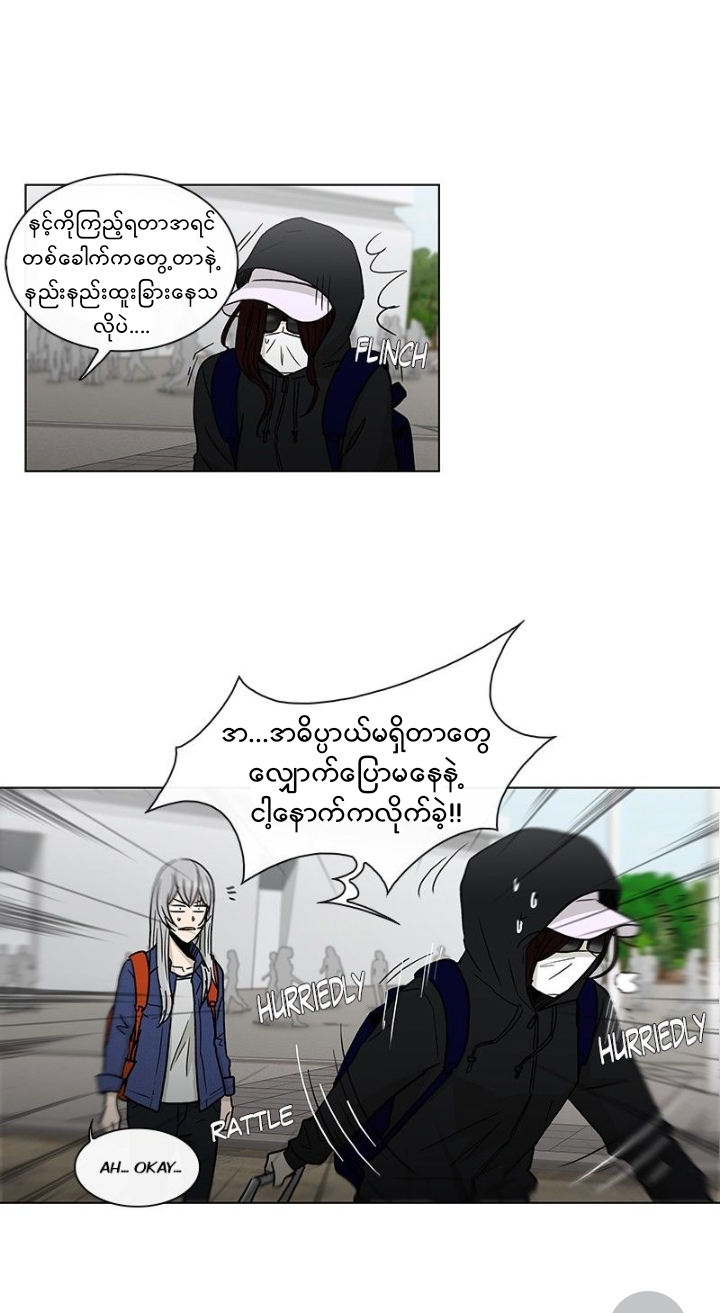 နင့်ကိုကြည့်ရတာအရင်
တစ်ခေါက်ကတွေ့တာနဲ့
နည်းနည်းထူးခြားနေသ
လိုပဲ....
FLINCH
အ...အဓိပ္ပာယ်မရှိတာတွေ
လျှောက်ပြောမနေနဲ့
ငါ့နောက်ကလိုက်ခဲ့!!
HURRIEDLY
HURRIEDLY
RATTLE
AH... OKAY...